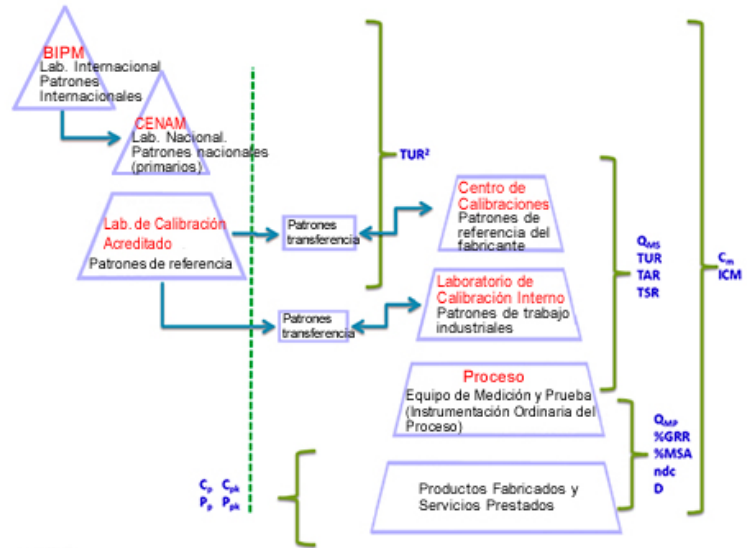 BIPM
Lab. Internacional
Patrones
Internacionales
CENAM
Lab. Nacional.
Patrones nacionales
(primarios)
TUR²
Lab. de Calibración
Acreditado
Patrones de referencia
Patrones
transferencia
Centro de
Calibraciones
Patrones de
referencia del
fabricante
Q_MS
TUR
TAR
TSR
C_m
ICM
Patrones
transferencia
Laboratorio de
Calibración Interno
Patrones de trabajo
industriales
Proceso
Equipo de Medición y Prueba
(Instrumentación Ordinaria del
Proceso)
Q_MP
%GRR
%MSA
ndc
D
C_p C_pk
P_p P_pk
Productos Fabricados y
Servicios Prestados